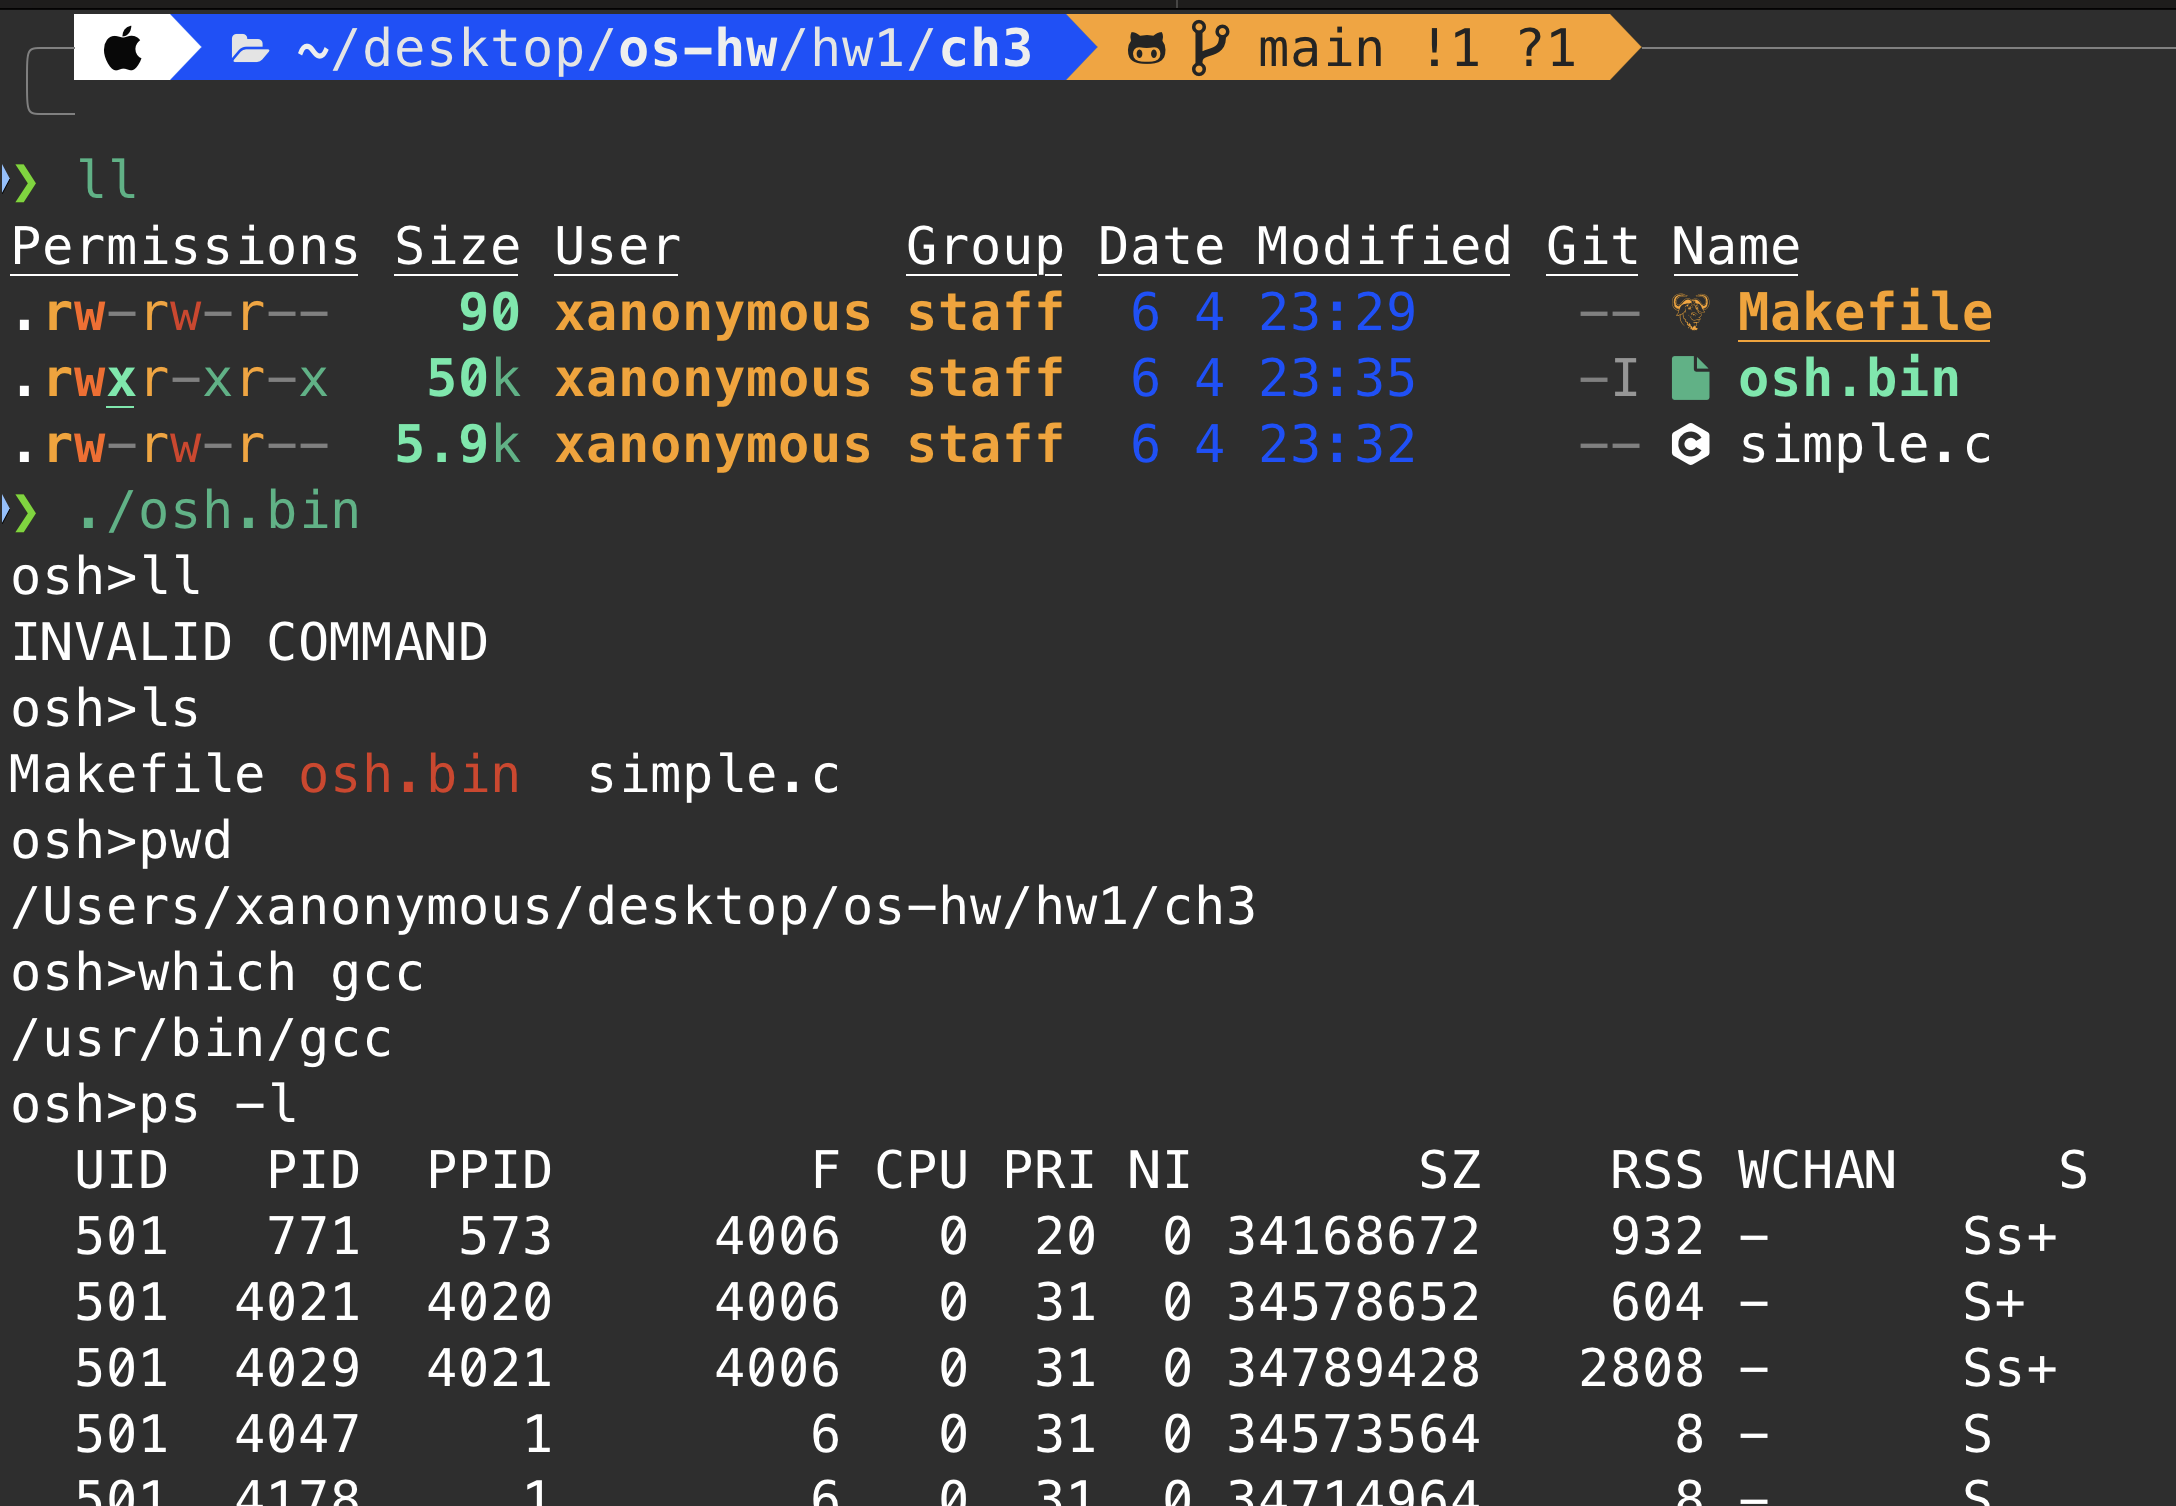 ~/desktop/os-hw/hw1/ch3 main !1 ?1
❯ ll
Permissions Size User Group Date Modified Git Name
.rw-rw-r-- 90 xanonymous staff 6 4 23:29 -- Makefile
.rwxr-xr-x 50k xanonymous staff 6 4 23:35 -I osh.bin
.rw-rw-r-- 5.9k xanonymous staff 6 4 23:32 -- simple.c
❯ ./osh.bin
osh>ll
INVALID COMMAND
osh>ls
Makefile osh.bin simple.c
osh>pwd
/Users/xanonymous/desktop/os-hw/hw1/ch3
osh>which gcc
/usr/bin/gcc
osh>ps -l
UID PID PPID F CPU PRI NI SZ RSS WCHAN S
501 771 573 4006 0 20 0 34168672 932 - Ss+
501 4021 4020 4006 0 31 0 34578652 604 - S+
501 4029 4021 4006 0 31 0 34789428 2808 - Ss+
501 4047 1 6 0 31 0 34573564 8 - S
501 4178 1 6 0 31 0 34714964 8 - S